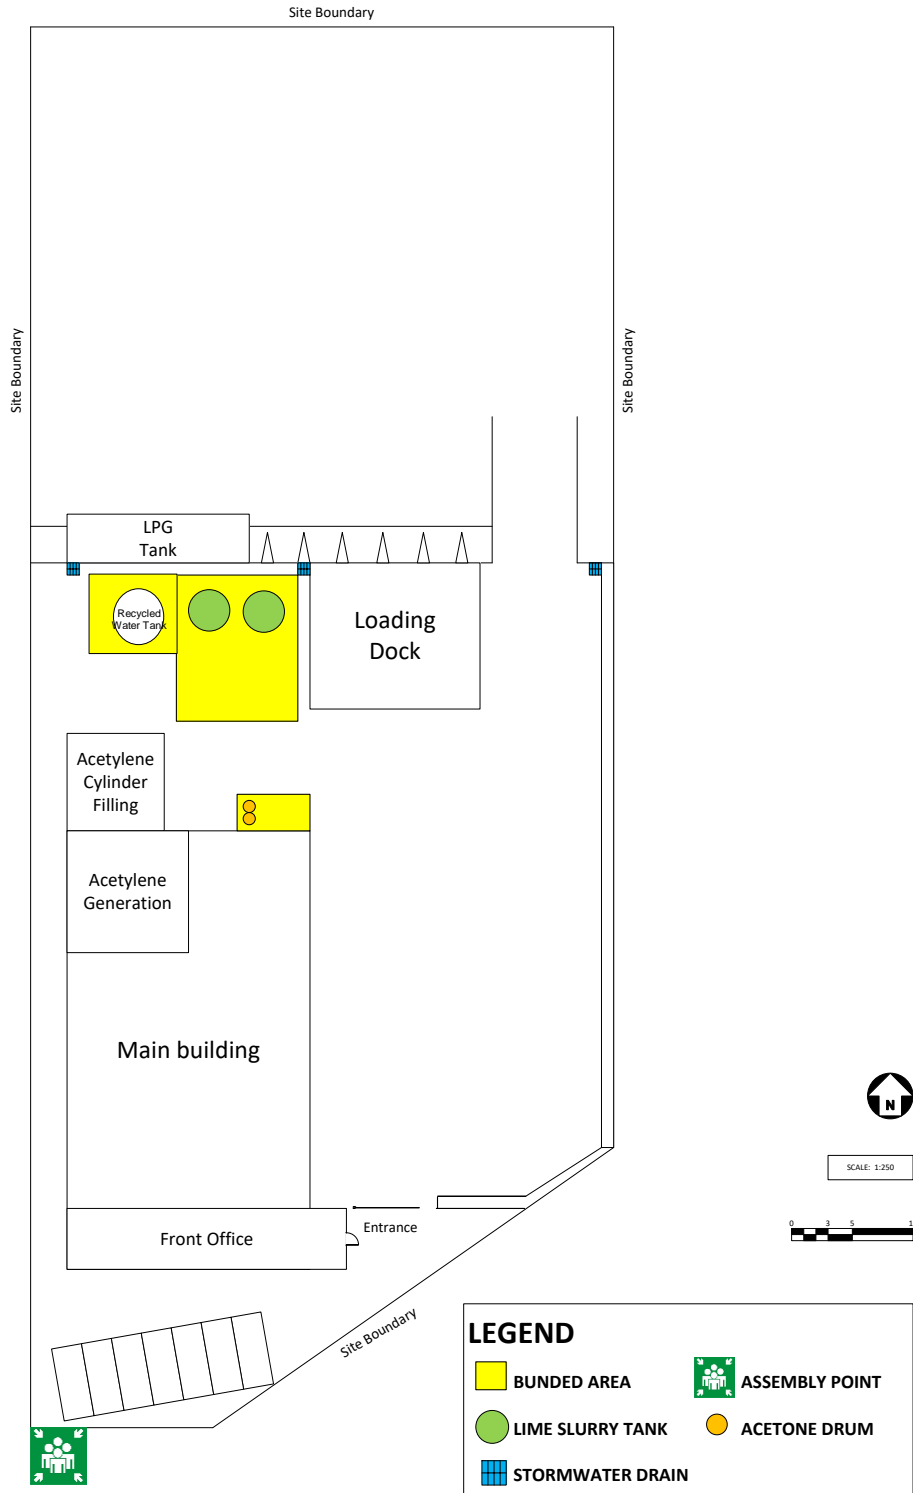 Site Boundary
Site Boundary
Site Boundary
LPG
Tank
Recycled
Water Tank
Loading
Dock
Acetylene
Cylinder
Filling
Acetylene
Generation
Main building
N
SCALE: 1:250
0 3 5 1
Entrance
Front Office
Site Boundary
LEGEND
BUNDED AREA
ASSEMBLY POINT
LIME SLURRY TANK
ACETONE DRUM
STORMWATER DRAIN